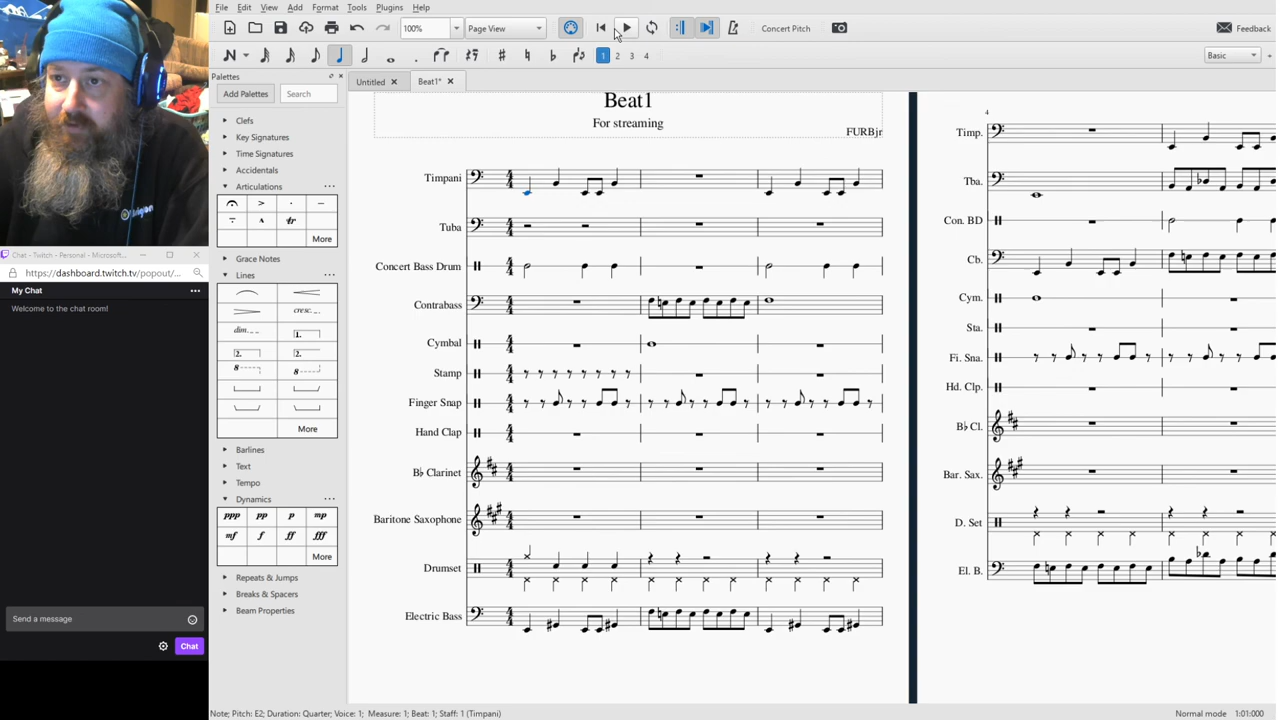 File Edit View Add Format Tools Plugins Help
100% Page View Concert Pitch Feedback
1 2 3 4 Basic
Palettes
Untitled Beat1*
Add Palettes Search
Clefs
Key Signatures
Time Signatures
Accidentals
Articulations
More
Grace Notes
Lines
cresc.
dim.
1.
2. 2.
8 8
More
Barlines
Text
Tempo
Dynamics
ppp pp p mp
mf f ff fff
More
Repeats & Jumps
Breaks & Spacers
Beam Properties
Chat - Twitch - Personal - Microsoft...
https://dashboard.twitch.tv/popout/...
My Chat
Welcome to the chat room!
Send a message
Chat
Beat1
For streaming
FURBjr
Timpani
Tuba
Concert Bass Drum
Contrabass
Cymbal
Stamp
Finger Snap
Hand Clap
B♭ Clarinet
Baritone Saxophone
Drumset
Electric Bass
4
Timp.
Tba.
Con. BD
Cb.
Cym.
Sta.
Fi. Sna.
Hd. Clp.
B♭ Cl.
Bar. Sax.
D. Set
El. B.
Note; Pitch: E2; Duration: Quarter; Voice: 1; Measure: 1; Beat: 1; Staff: 1 (Timpani)
Normal mode 1:01:000